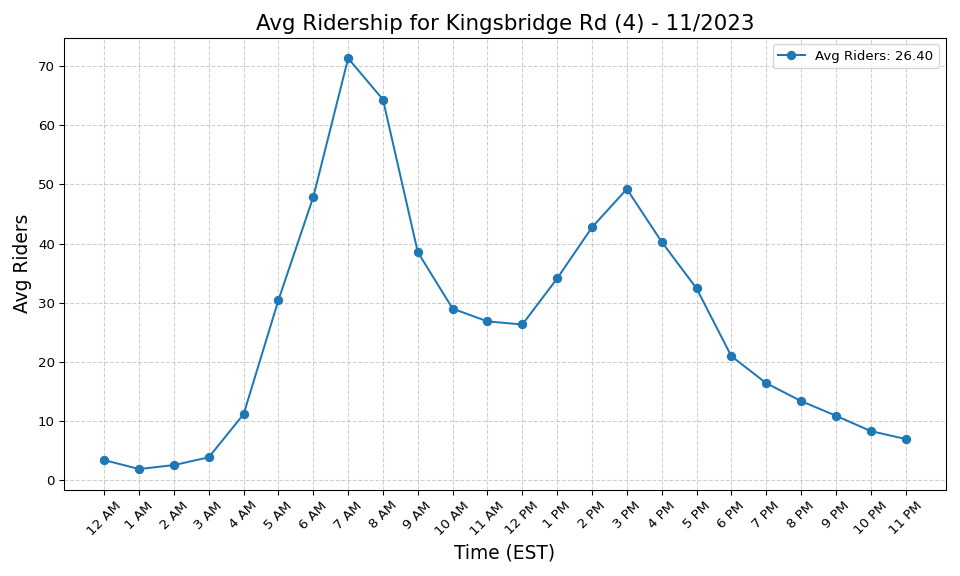 Avg Ridership for Kingsbridge Rd (4) - 11/2023
Avg Riders: 26.40
Avg Riders
70
60
50
40
30
20
10
0
12 AM 1 AM 2 AM 3 AM 4 AM 5 AM 6 AM 7 AM 8 AM 9 AM 10 AM 11 AM 12 PM 1 PM 2 PM 3 PM 4 PM 5 PM 6 PM 7 PM 8 PM 9 PM 10 PM 11 PM
Time (EST)